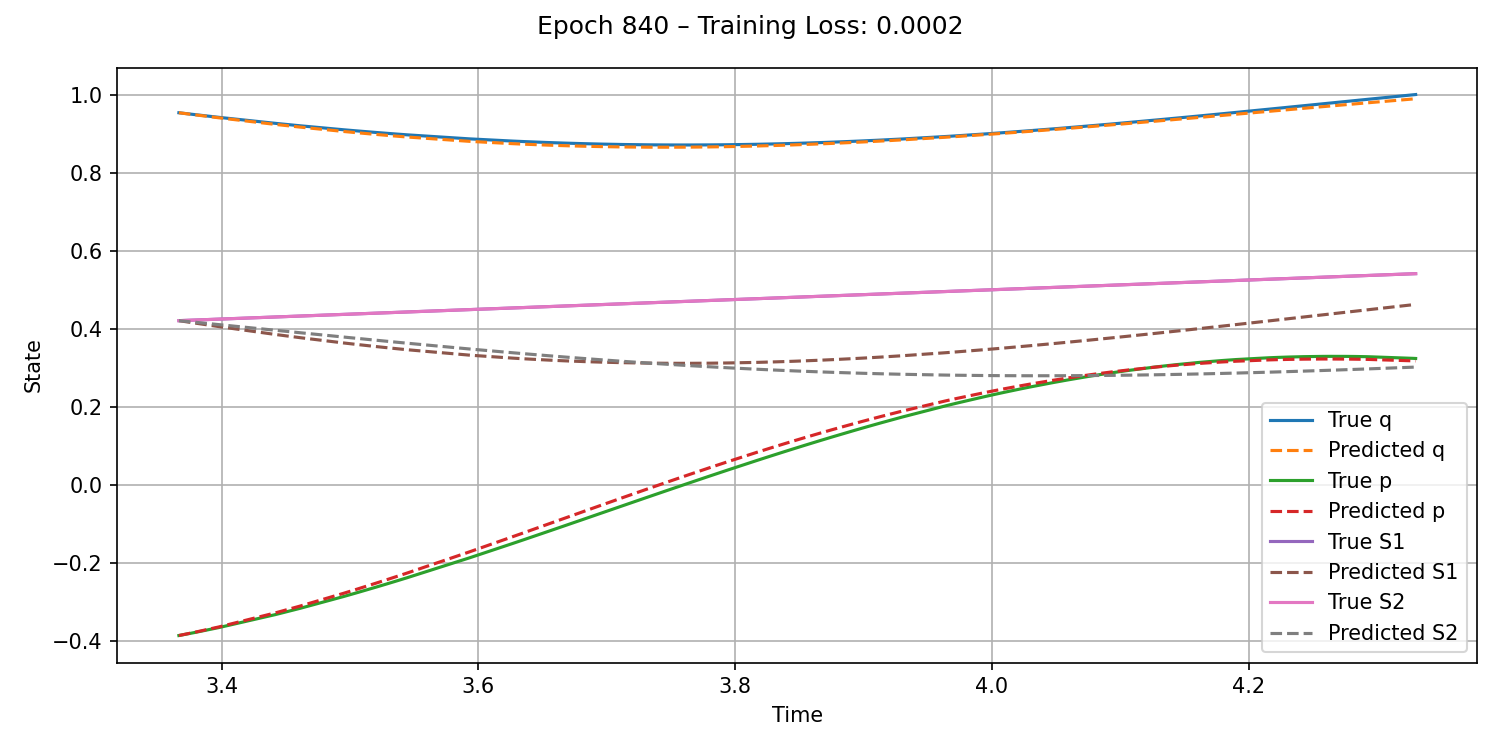 Epoch 840 – Training Loss: 0.0002
1.0
0.8
0.6
0.4
0.2
0.0
−0.2
−0.4
State
3.4
3.6
3.8
4.0
4.2
Time
True q
Predicted q
True p
Predicted p
True S1
Predicted S1
True S2
Predicted S2